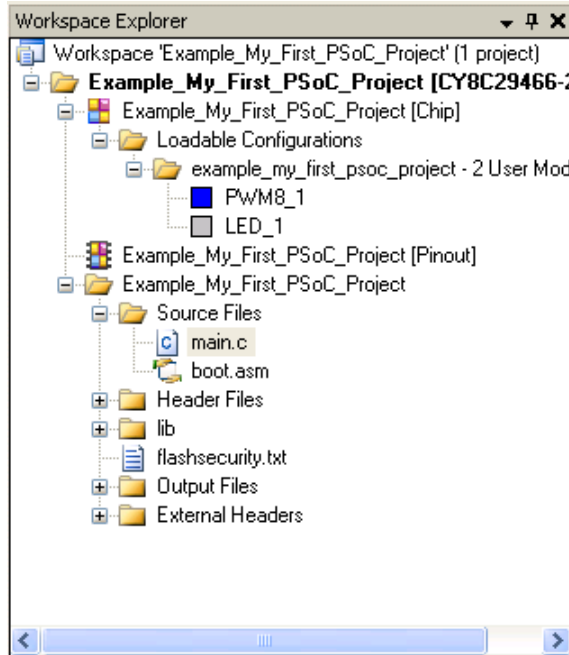 Workspace Explorer
Workspace 'Example_My_First_PSoC_Project' (1 project)
Example_My_First_PSoC_Project [CY8C29466-2
Example_My_First_PSoC_Project [Chip]
Loadable Configurations
example_my_first_psoc_project - 2 User Mod
PWM8_1
LED_1
Example_My_First_PSoC_Project [Pinout]
Example_My_First_PSoC_Project
Source Files
main.c
boot.asm
Header Files
lib
flashsecurity.txt
Output Files
External Headers